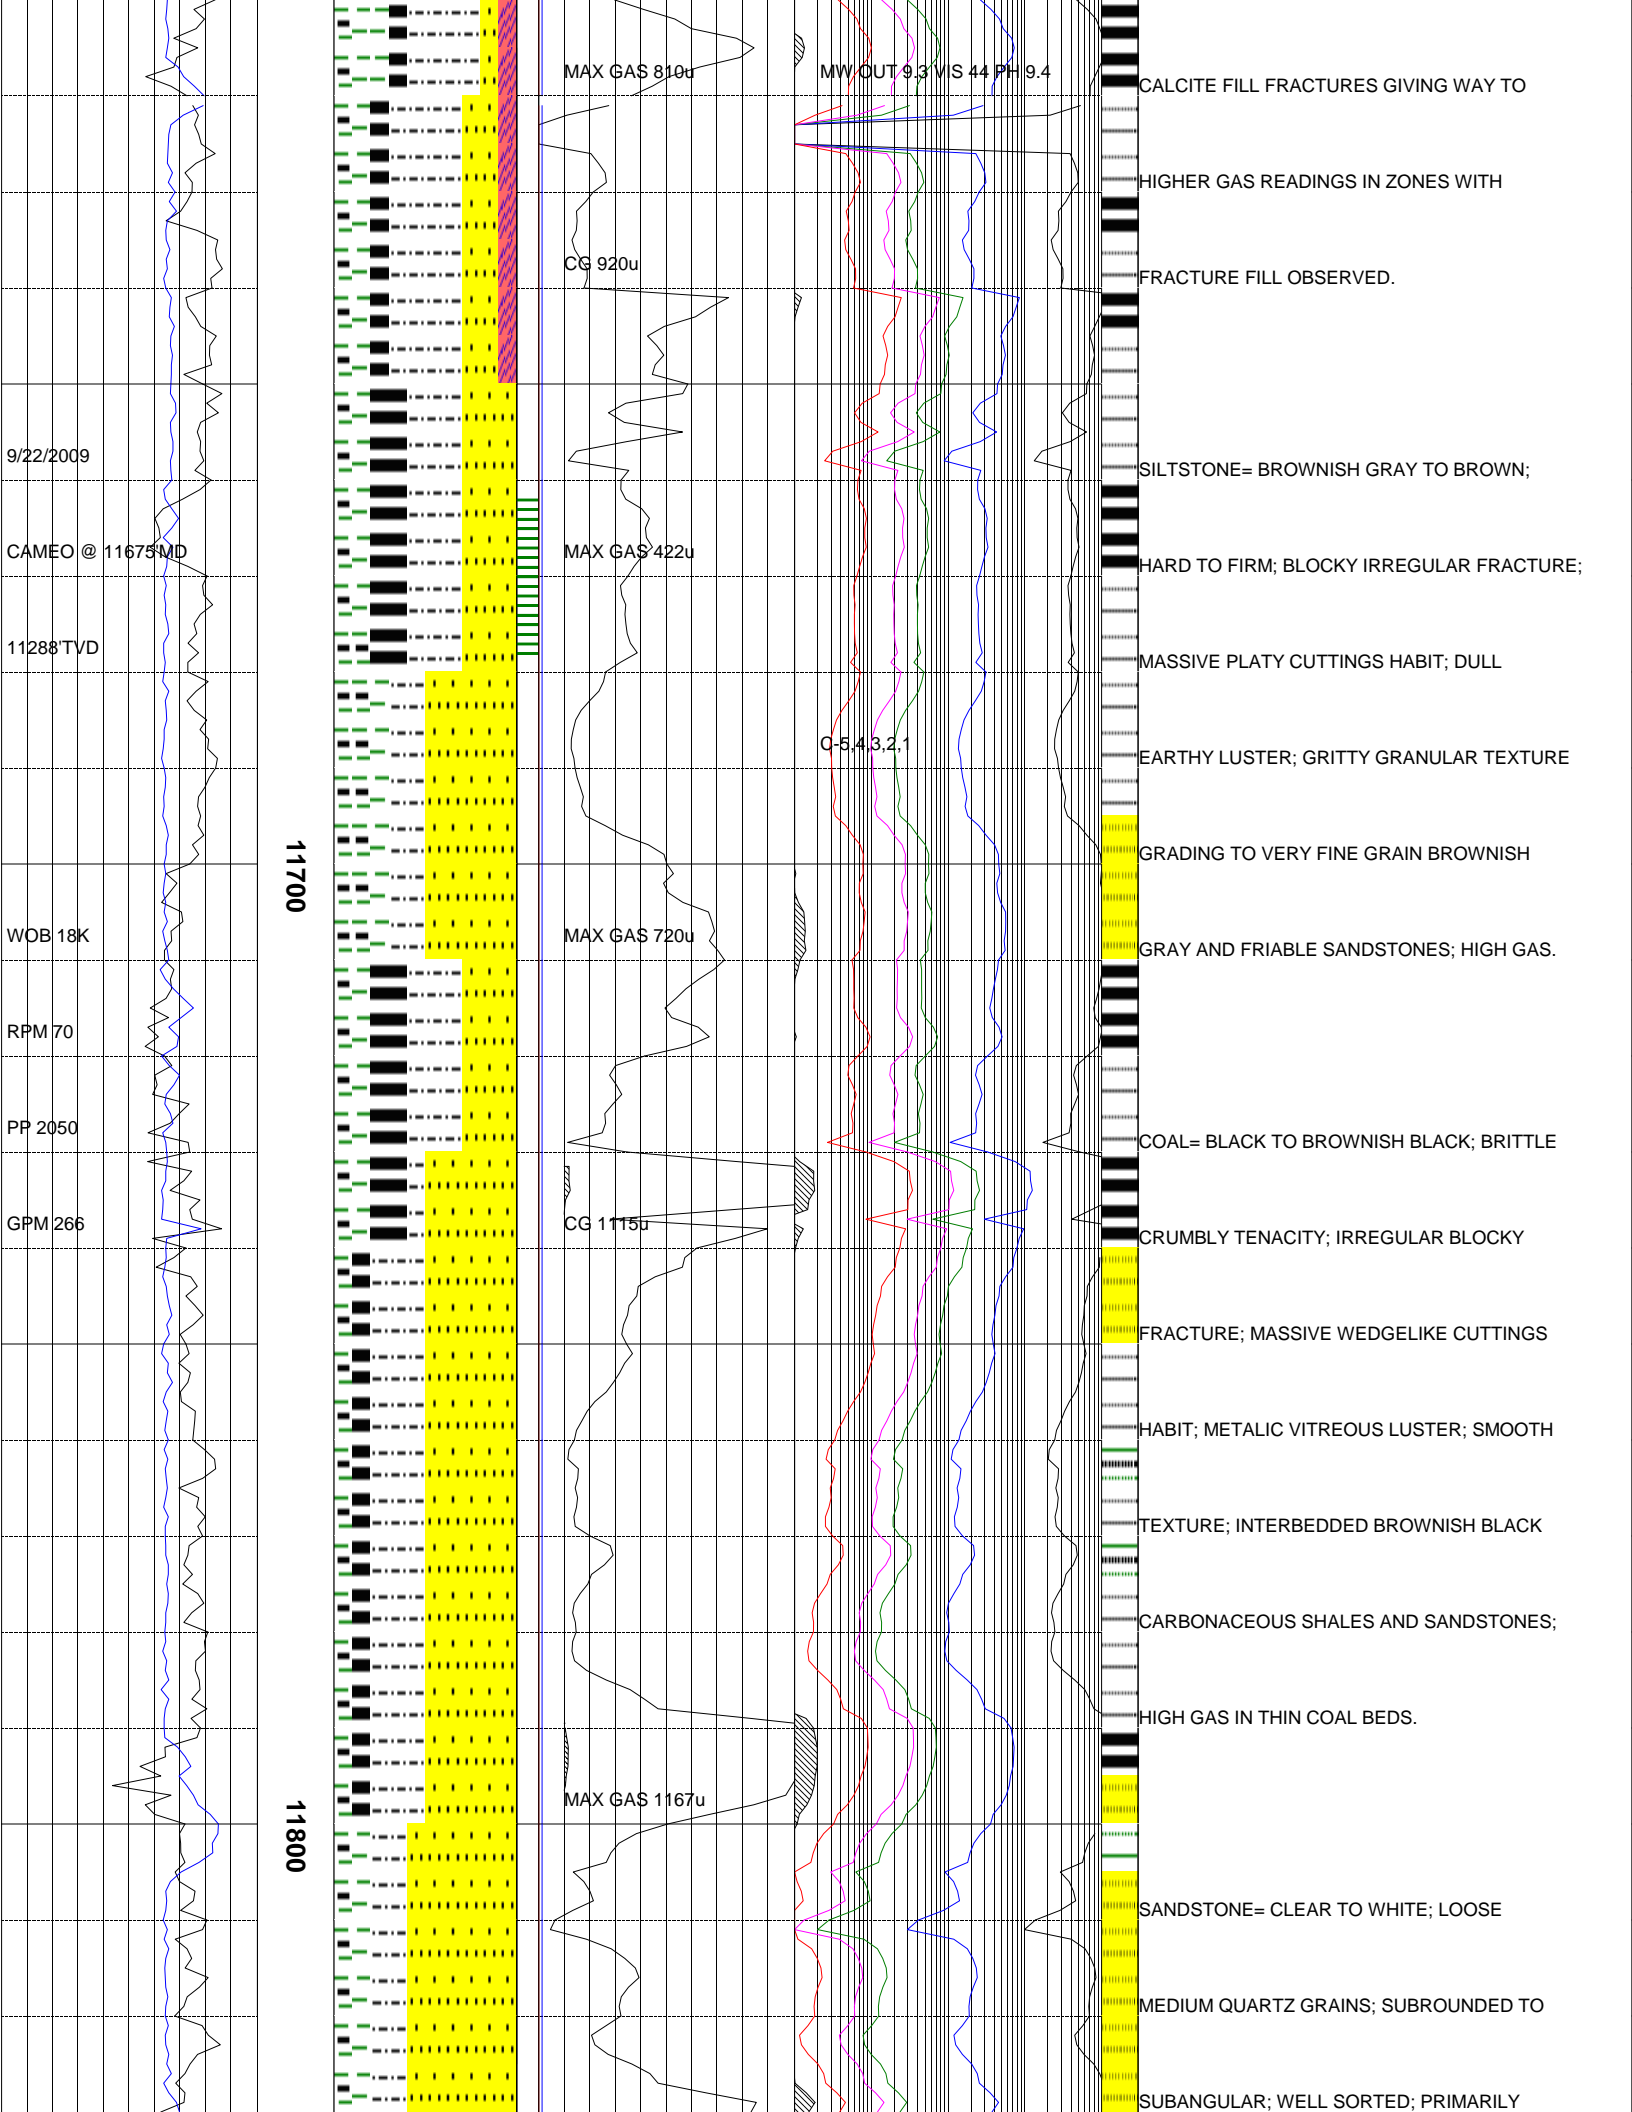 MAX GAS 810u
MW OUT 9.3 VIS 44 PH 9.4
CALCITE FILL FRACTURES GIVING WAY TO
HIGHER GAS READINGS IN ZONES WITH
CG 920u
FRACTURE FILL OBSERVED.
9/22/2009
SILTSTONE= BROWNISH GRAY TO BROWN;
CAMEO @ 11675'MD
MAX GAS 422u
HARD TO FIRM; BLOCKY IRREGULAR FRACTURE;
11288'TVD
MASSIVE PLATY CUTTINGS HABIT; DULL
C-5,4,3,2,1
EARTHY LUSTER; GRITTY GRANULAR TEXTURE
11700
GRADING TO VERY FINE GRAIN BROWNISH
WOB 18K
MAX GAS 720u
GRAY AND FRIABLE SANDSTONES; HIGH GAS.
RPM 70
PP 2050
COAL= BLACK TO BROWNISH BLACK; BRITTLE
GPM 266
CG 1115u
CRUMBLY TENACITY; IRREGULAR BLOCKY
FRACTURE; MASSIVE WEDGELIKE CUTTINGS
HABIT; METALIC VITREOUS LUSTER; SMOOTH
TEXTURE; INTERBEDDED BROWNISH BLACK
CARBONACEOUS SHALES AND SANDSTONES;
HIGH GAS IN THIN COAL BEDS.
MAX GAS 1167u
11800
SANDSTONE= CLEAR TO WHITE; LOOSE
MEDIUM QUARTZ GRAINS; SUBROUNDED TO
SUBANGULAR; WELL SORTED; PRIMARILY